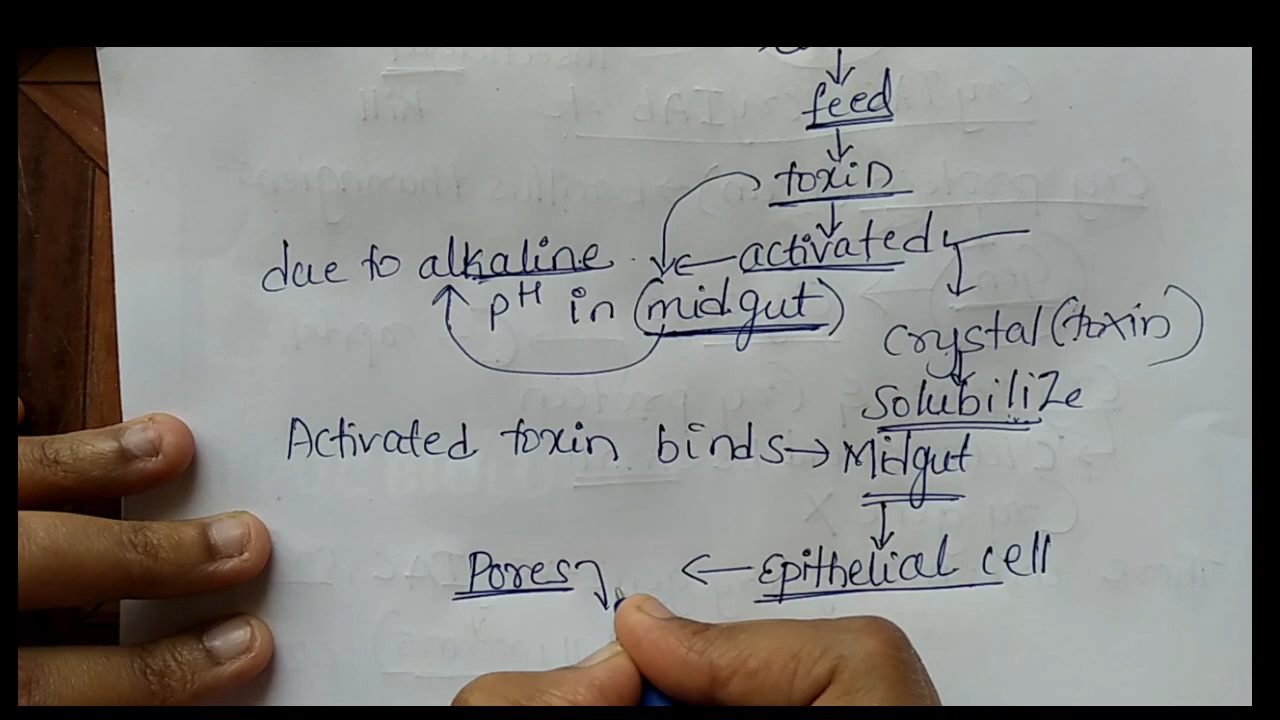 feed
toxin
activated
due to alkaline
pH in (midgut)
crystal (toxin)
solubilize
Activated toxin binds → Midgut
Pores ← Epithelial cell